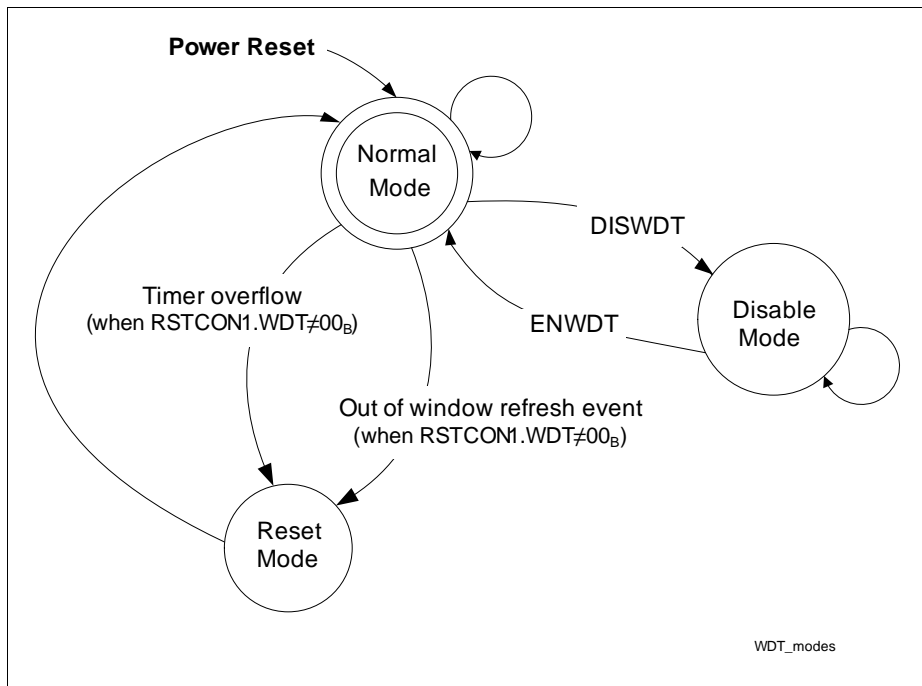 Power Reset
Normal
Mode
DISWDT
Timer overflow
(when RSTCON1.WDT≠00B)
ENWDT
Disable
Mode
Out of window refresh event
(when RSTCON1.WDT≠00B)
Reset
Mode
WDT_modes